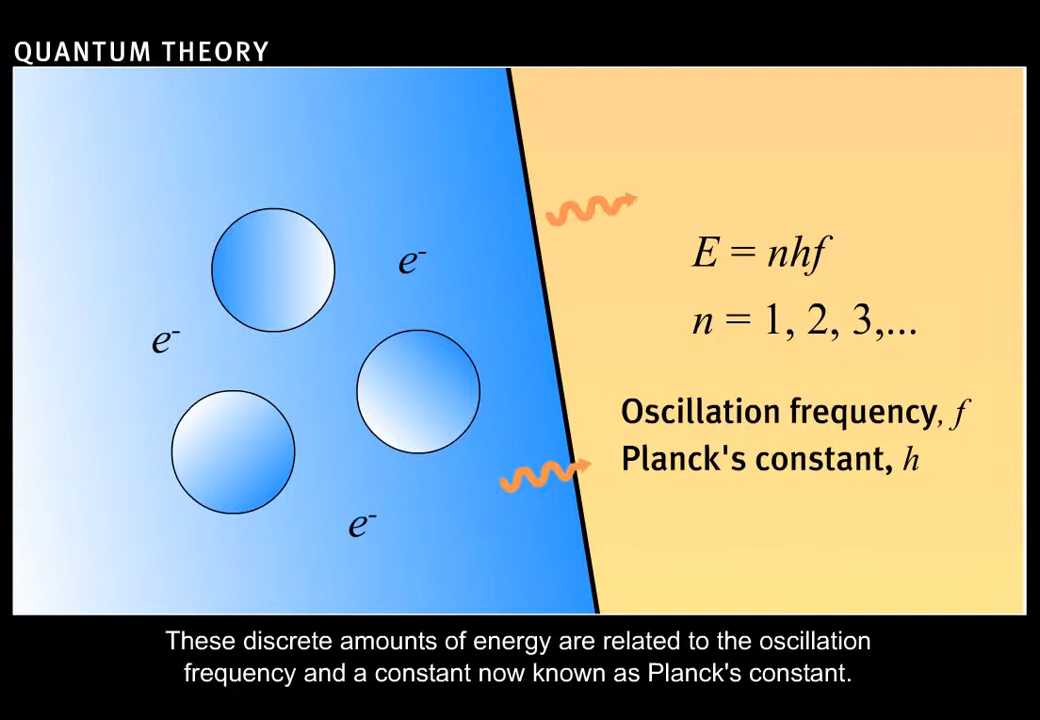 QUANTUM THEORY
e⁻
e⁻
e⁻
E = nhf
n = 1, 2, 3,...
Oscillation frequency, f
Planck's constant, h
These discrete amounts of energy are related to the oscillation
frequency and a constant now known as Planck's constant.